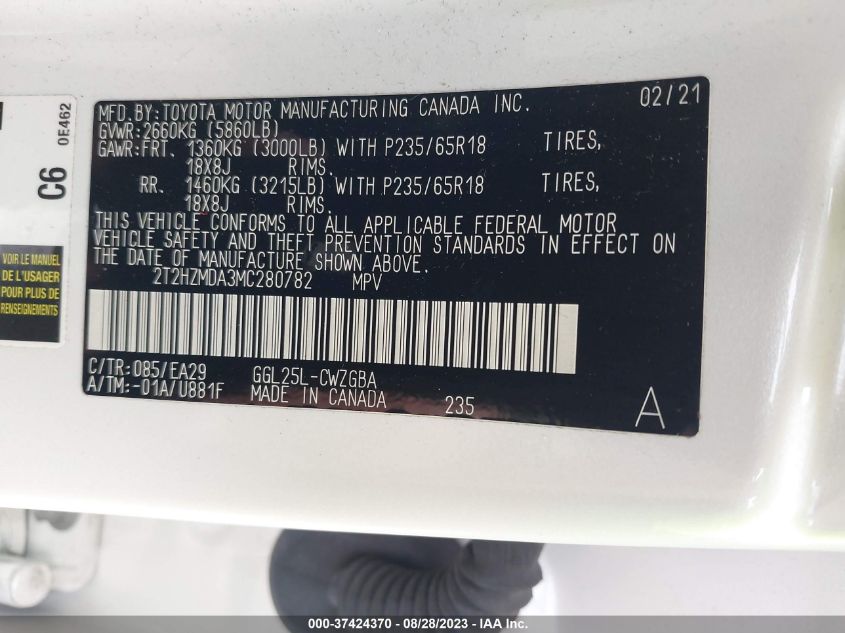 MFD.BY:TOYOTA MOTOR MANUFACTURING CANADA INC. 02/21
GVWR:2660KG (5860LB)
GAWR:FRT. 1360KG (3000LB) WITH P235/65R18 TIRES,
18X8J RIMS.
RR. 1460KG (3215LB) WITH P235/65R18 TIRES,
18X8J RIMS.
THIS VEHICLE CONFORMS TO ALL APPLICABLE FEDERAL MOTOR
VEHICLE SAFETY AND THEFT PREVENTION STANDARDS IN EFFECT ON
THE DATE OF MANUFACTURE SHOWN ABOVE.
2T2HZMDA3MC280782 MPV
C/TR:085/EA29 GGL25L-CWZGBA
A/TM:-01A/U881F MADE IN CANADA 235 A
C6 0E462
VOIR LE MANUEL
DE L'USAGER
POUR PLUS DE
RENSEIGNEMENTS
000-37424370 - 08/28/2023 - IAA Inc.